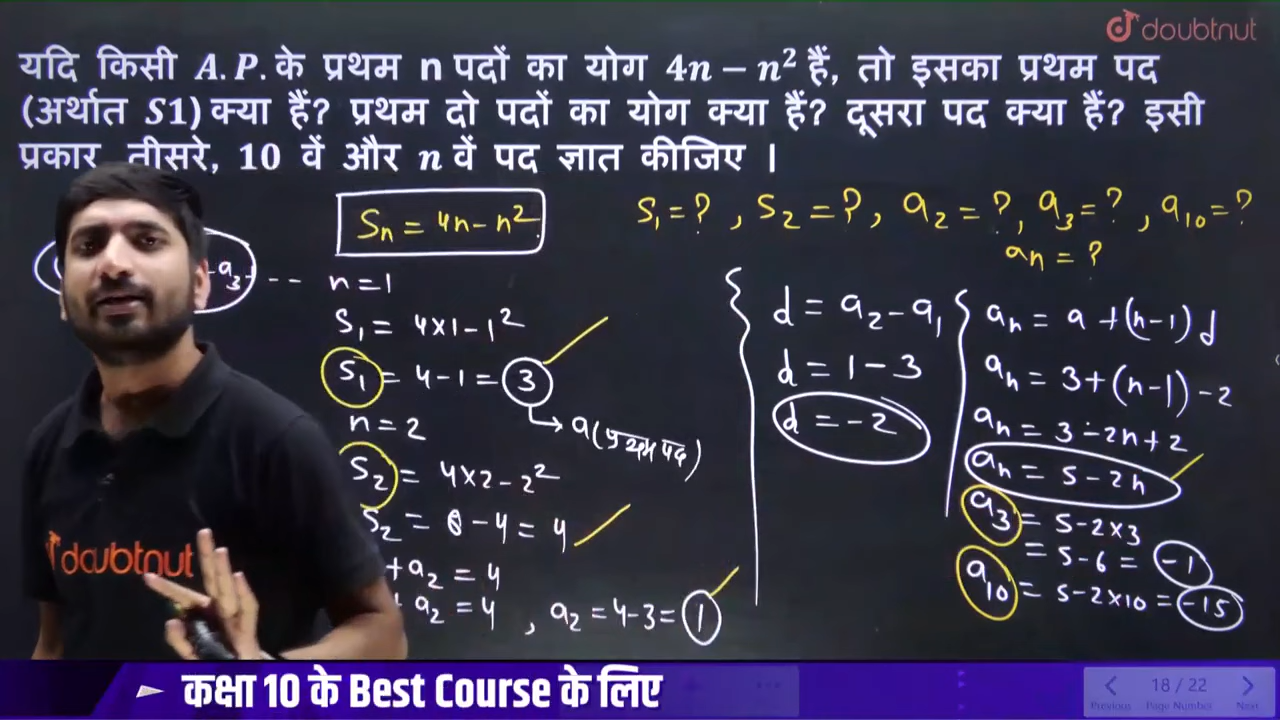 doubtnut
यदि किसी A.P. के प्रथम n पदों का योग 4n − n² हैं, तो इसका प्रथम पद
(अर्थात S1) क्या हैं? प्रथम दो पदों का योग क्या हैं? दूसरा पद क्या हैं? इसी
प्रकार तीसरे, 10 वें और n वें पद ज्ञात कीजिए ।
Sₙ = 4n − n²
S₁ = ? , S₂ = ? , a₂ = ? , a₃ = ? , a₁₀ = ?
aₙ = ?
a₃ - - -
n = 1
S₁ = 4×1 − 1²
S₁ = 4 − 1 = 3
→ a (प्रथम पद)
n = 2
S₂ = 4×2 − 2²
S₂ = 8 − 4 = 4
+ a₂ = 4
+ a₂ = 4 , a₂ = 4 − 3 = 1
d = a₂ − a₁
d = 1 − 3
d = −2
aₙ = a + (n−1) d
aₙ = 3 + (n−1) −2
aₙ = 3 − 2n + 2
aₙ = 5 − 2n
a₃ = 5 − 2×3
= 5 − 6 = −1
a₁₀ = 5 − 2×10 = −15
doubtnut
कक्षा 10 के Best Course के लिए
18 / 22
Previous Page Number Next